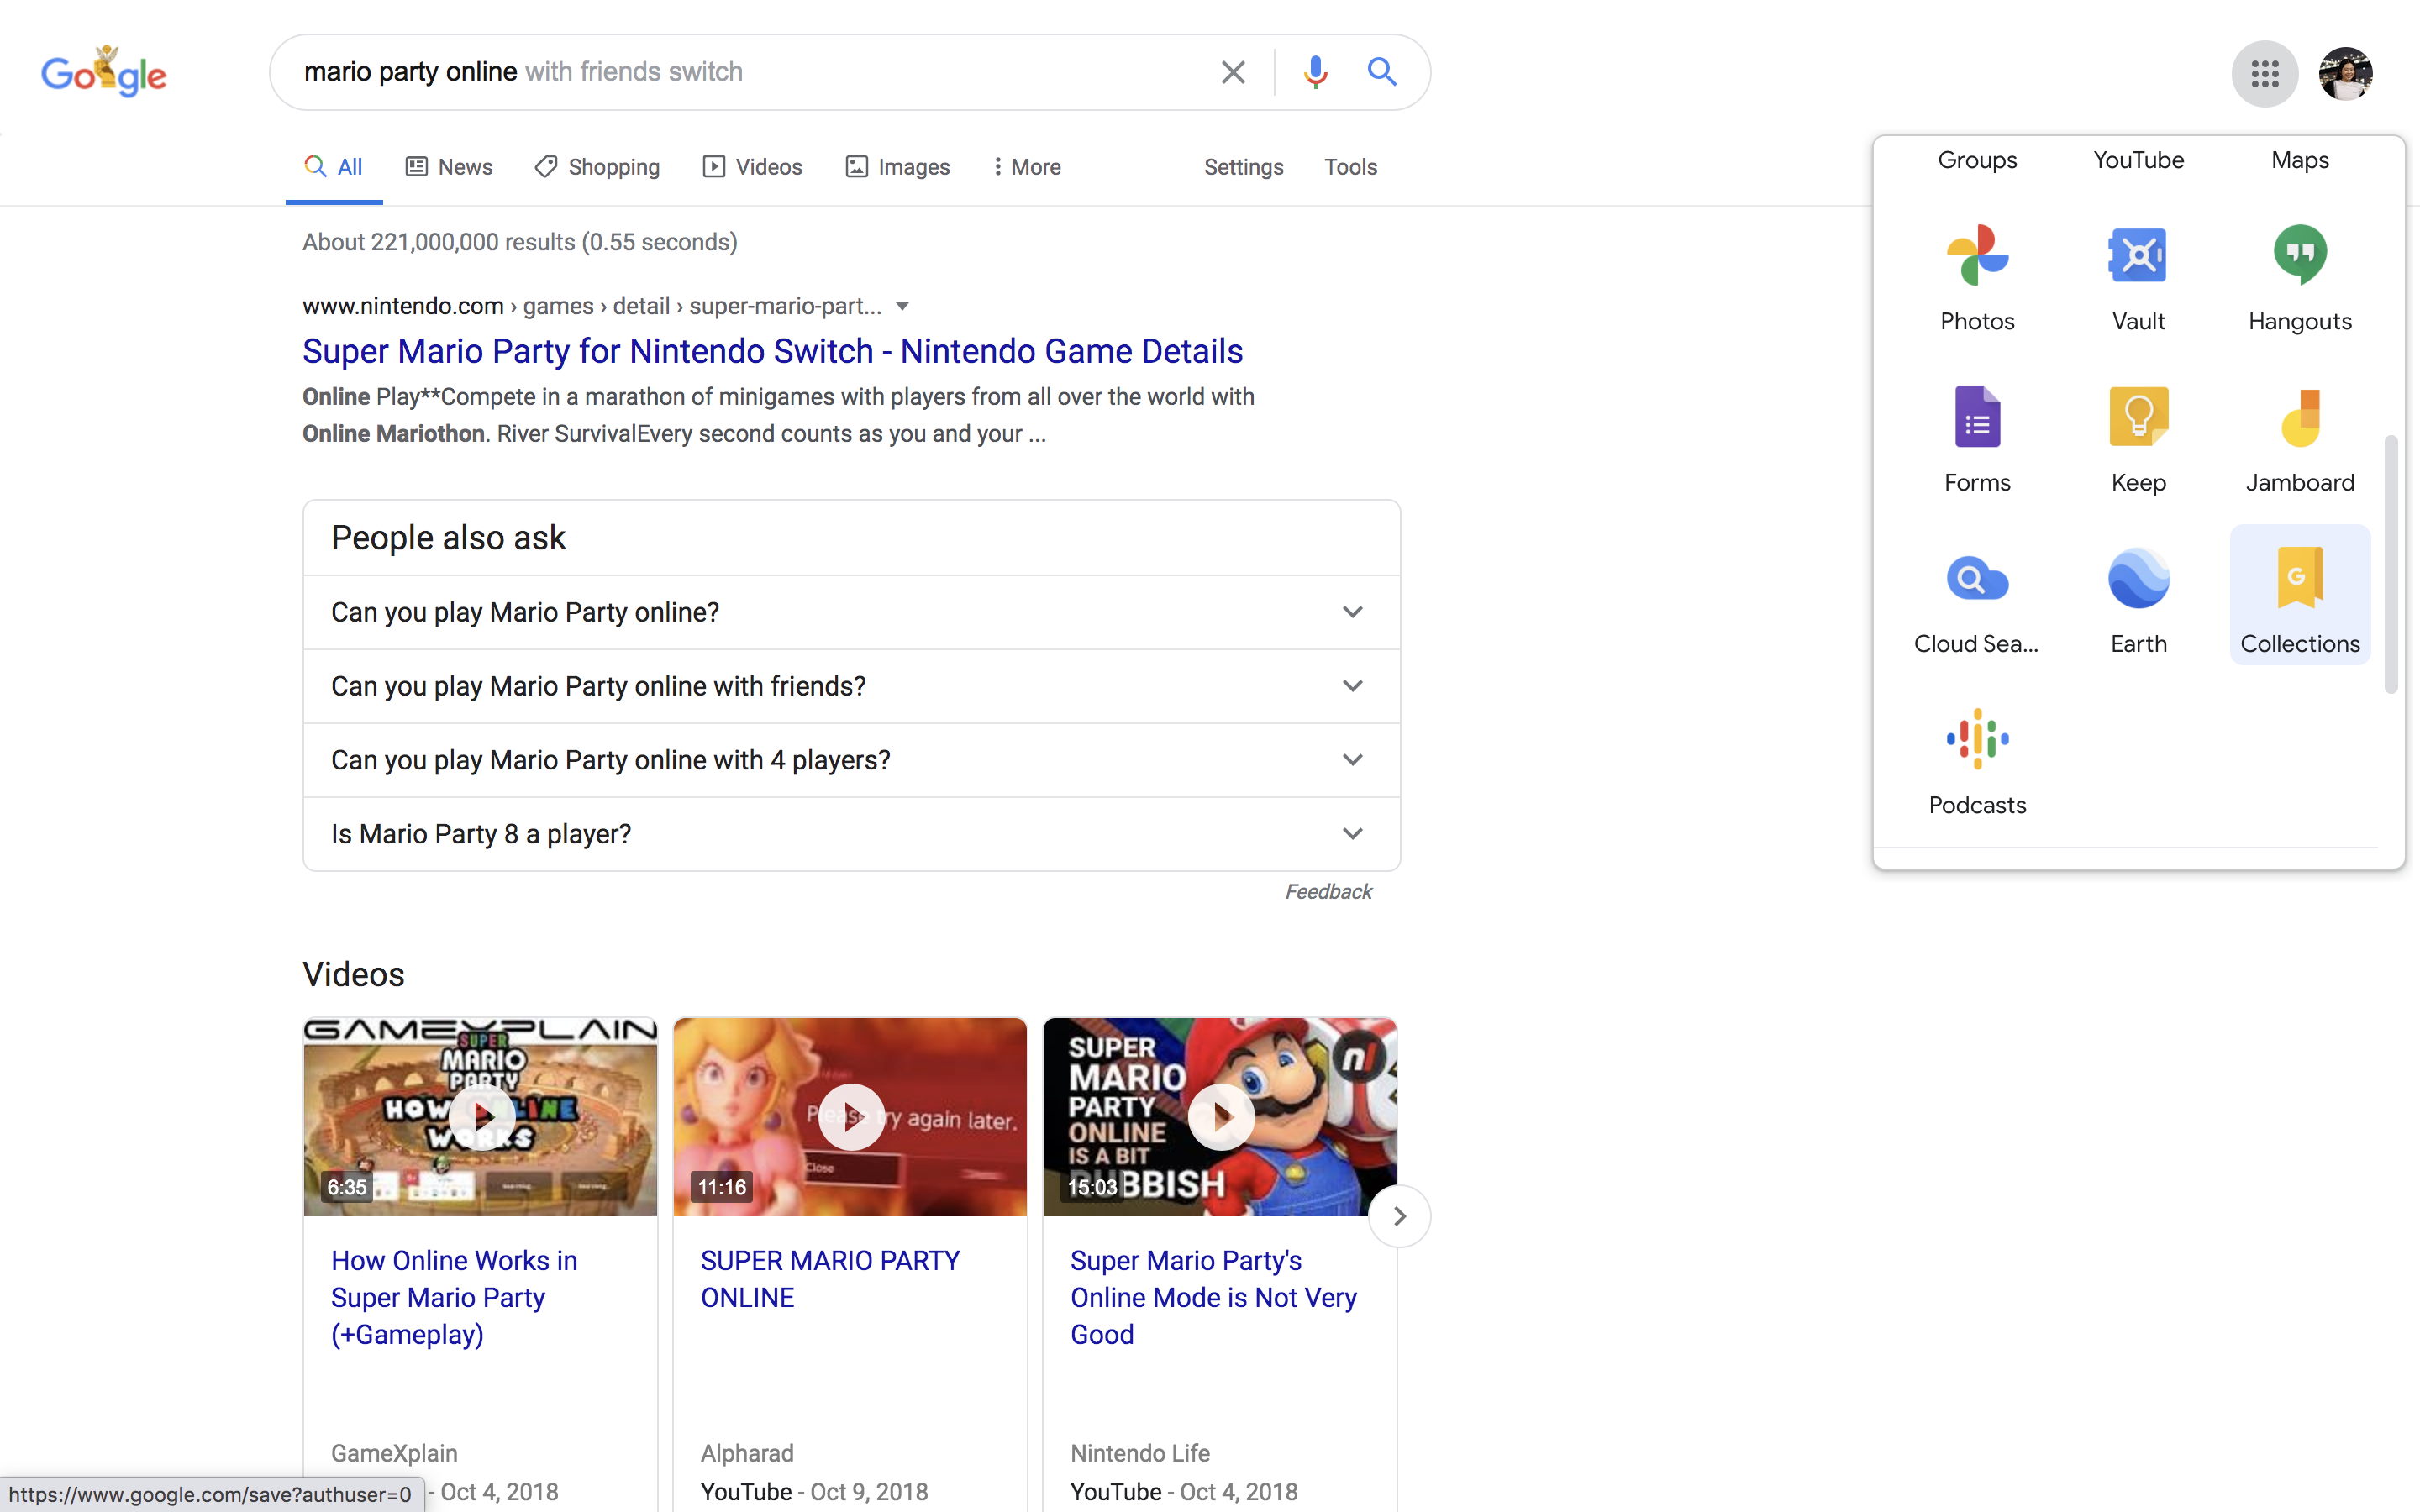 Google
mario party online with friends switch
All
News
Shopping
Videos
Images
More
Settings
Tools
About 221,000,000 results (0.55 seconds)
www.nintendo.com › games › detail › super-mario-part...
Super Mario Party for Nintendo Switch - Nintendo Game Details
Online Play**Compete in a marathon of minigames with players from all over the world with
Online Mariothon. River SurvivalEvery second counts as you and your ...
People also ask
Can you play Mario Party online?
Can you play Mario Party online with friends?
Can you play Mario Party online with 4 players?
Is Mario Party 8 a player?
Feedback
Videos
GAMEXPLAIN
SUPER
MARIO
PARTY
HOW ONLINE
WORKS
6:35
How Online Works in
Super Mario Party
(+Gameplay)
GameXplain
- Oct 4, 2018
Please try again later.
Close
11:16
SUPER MARIO PARTY
ONLINE
Alpharad
YouTube - Oct 9, 2018
SUPER
MARIO
PARTY
ONLINE
IS A BIT
RUBBISH
nl
15:03
Super Mario Party's
Online Mode is Not Very
Good
Nintendo Life
YouTube - Oct 4, 2018
Groups
YouTube
Maps
Photos
Vault
Hangouts
Forms
Keep
Jamboard
Cloud Sea...
Earth
G
Collections
Podcasts
https://www.google.com/save?authuser=0